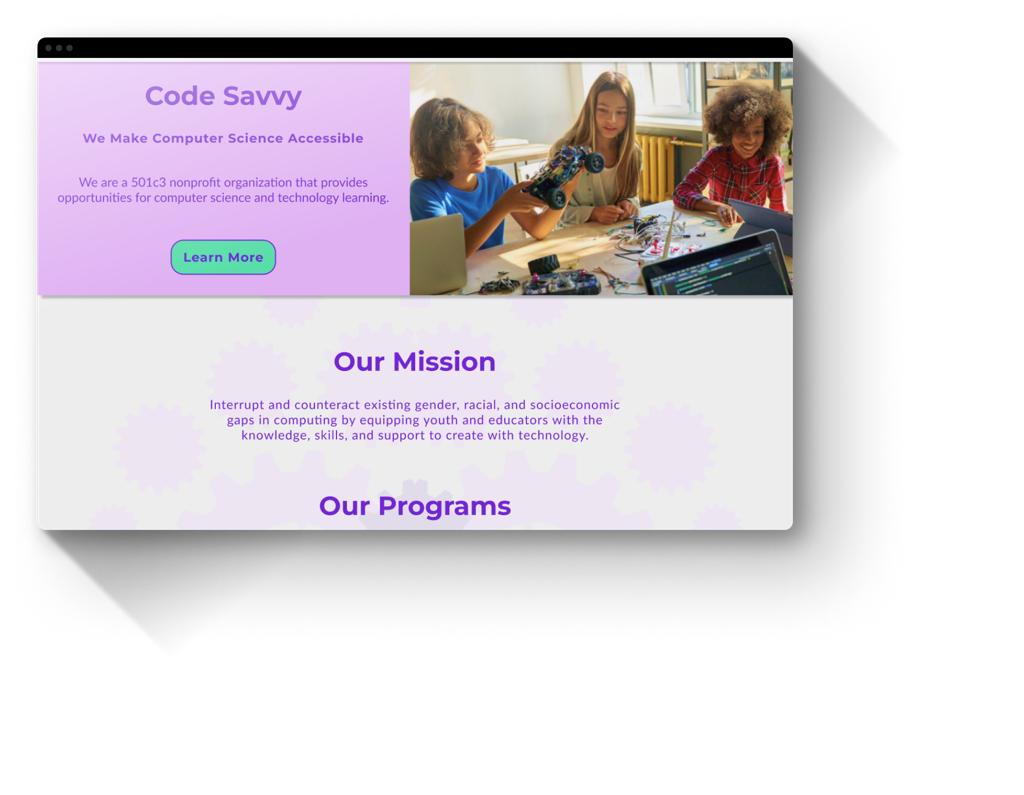 Code Savvy
We Make Computer Science Accessible
We are a 501c3 nonprofit organization that provides
opportunities for computer science and technology learning.
Learn More
Our Mission
Interrupt and counteract existing gender, racial, and socioeconomic
gaps in computing by equipping youth and educators with the
knowledge, skills, and support to create with technology.
Our Programs